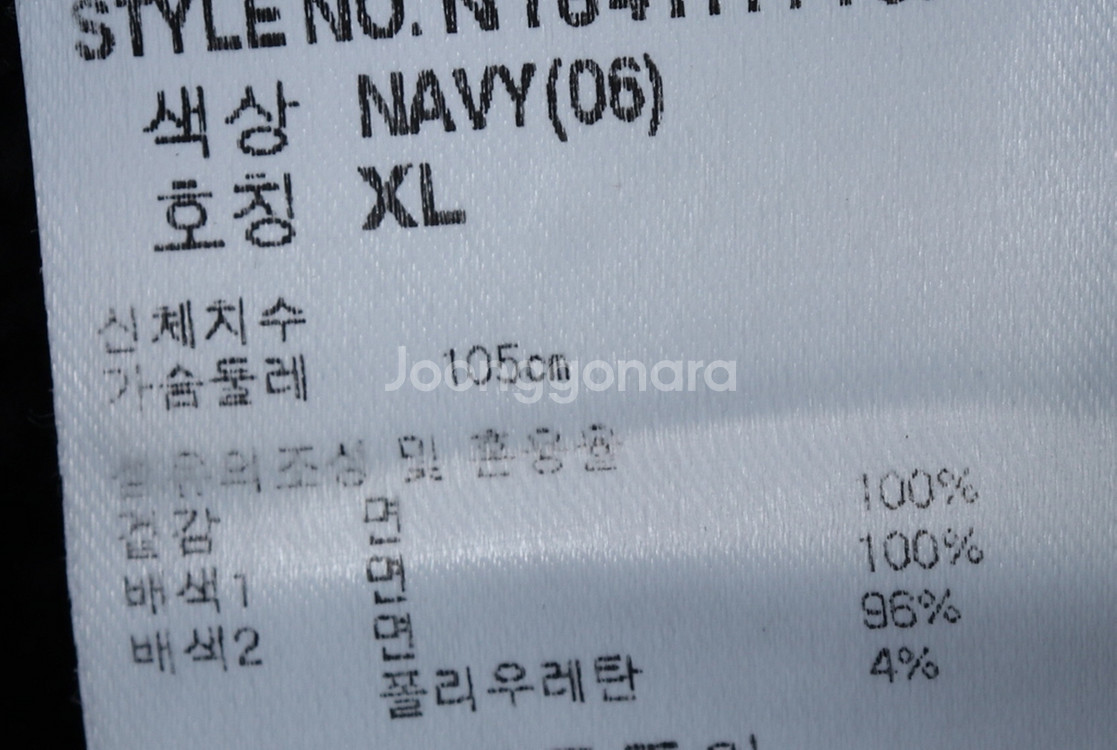 STYLE NO.
색상 NAVY(06)
호칭 XL
신체치수
가슴둘레 105cm
Joonggonara
섬유의조성 및 혼용율
겉감 면 100%
배색1 면 100%
배색2 면 96%
폴리우레탄 4%